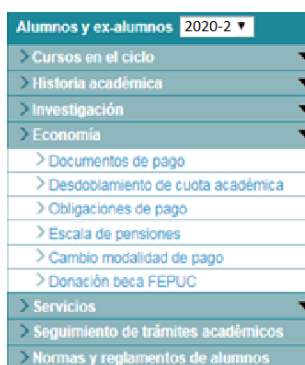 Alumnos y ex-alumnos 2020-2
Cursos en el ciclo
Historia académica
Investigación
Economía
Documentos de pago
Desdoblamiento de cuota académica
Obligaciones de pago
Escala de pensiones
Cambio modalidad de pago
Donación beca FEPUC
Servicios
Seguimiento de trámites académicos
Normas y reglamentos de alumnos